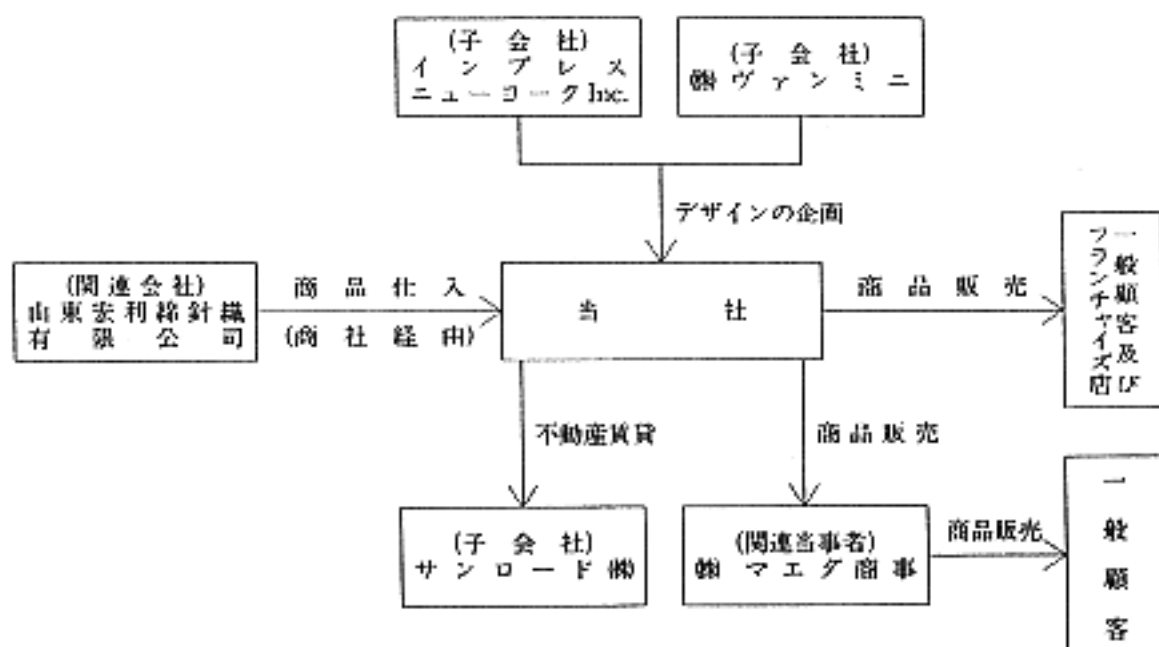 (子会社)
インプレス
ニューヨークInc.
(子会社)
㈱ヴァンミニ
デザインの企画
(関連会社)
山東宏利綿針織
有限公司
商品仕入
(商社経由)
当社
商品販売
一般顧客及び
フランチャイズ店
不動産賃貸
商品販売
(子会社)
サンロード㈱
(関連当事者)
㈱マエダ商事
商品販売
一般顧客